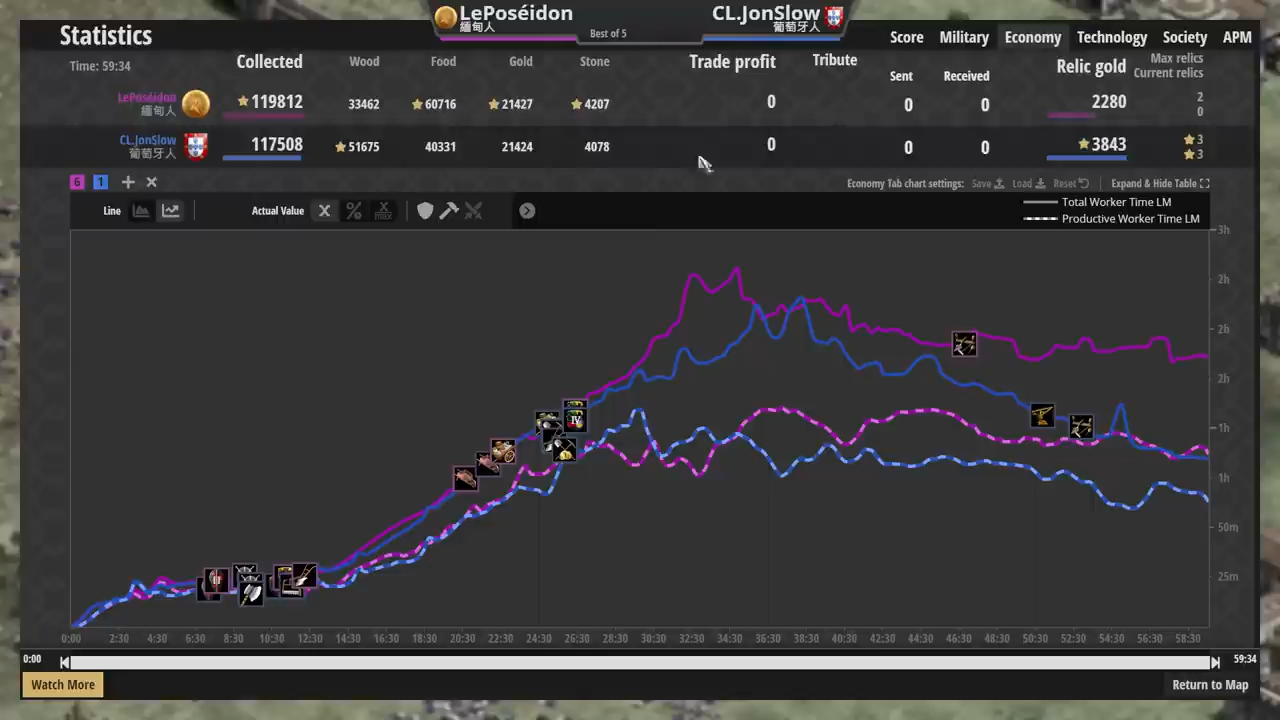 LePoséidon
緬甸人
Best of 5
CL.JonSlow
葡萄牙人
Statistics
Score Military Economy Technology Society APM
Time: 59:34
Collected Wood Food Gold Stone Trade profit Tribute Sent Received Relic gold Max relics
Current relics
LePoséidon
緬甸人
119812 33462 60716 21427 4207 0 0 0 2280 2
0
CL.JonSlow
葡萄牙人
117508 51675 40331 21424 4078 0 0 0 3843 3
3
6 1 + ×
Economy Tab chart settings: Save Load Reset Expand & Hide Table
Line Actual Value X % X/max
Total Worker Time LM
Productive Worker Time LM
3h
2h
2h
2h
1h
1h
50m
25m
0:00 2:30 4:30 6:30 8:30 10:30 12:30 14:30 16:30 18:30 20:30 22:30 24:30 26:30 28:30 30:30 32:30 34:30 36:30 38:30 40:30 42:30 44:30 46:30 48:30 50:30 52:30 54:30 56:30 58:30
0:00 59:34
Watch More
Return to Map